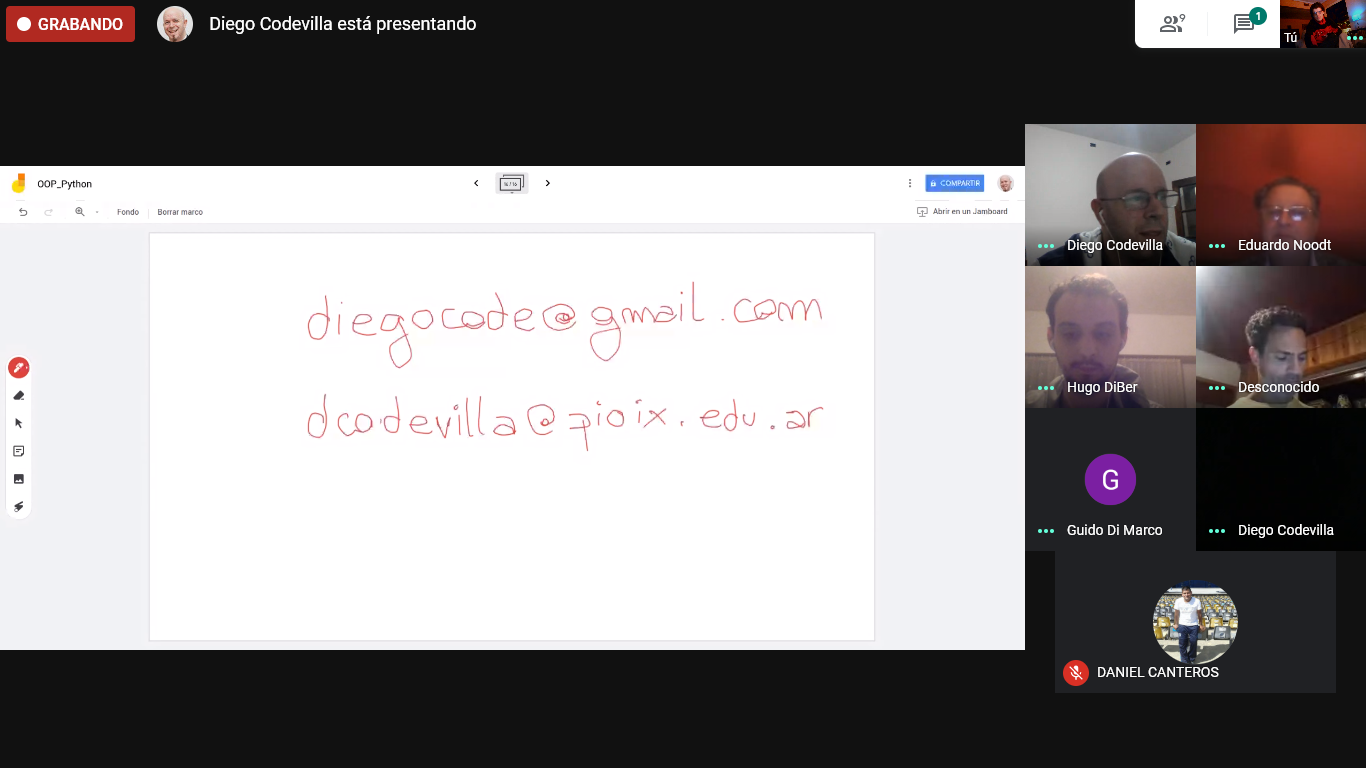 GRABANDO
Diego Codevilla está presentando
9
1
Tú
OOP_Python
COMPARTIR
Fondo
Borrar marco
Abrir en un Jamboard
diegocode@gmail.com
dcodevilla@pioix.edu.ar
Diego Codevilla
Eduardo Noodt
Hugo DiBer
Desconocido
G
Guido Di Marco
Diego Codevilla
DANIEL CANTEROS